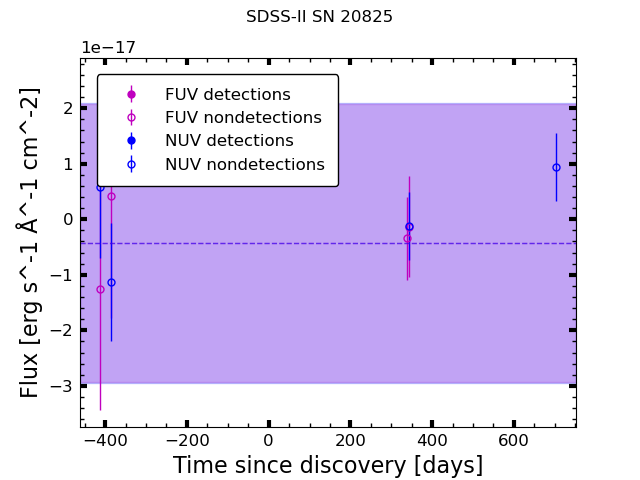 SDSS-II SN 20825
1e−17
FUV detections
FUV nondetections
NUV detections
NUV nondetections
2
1
0
−1
−2
−3
Flux [erg s^-1 Å^-1 cm^-2]
−400
−200
0
200
400
600
Time since discovery [days]